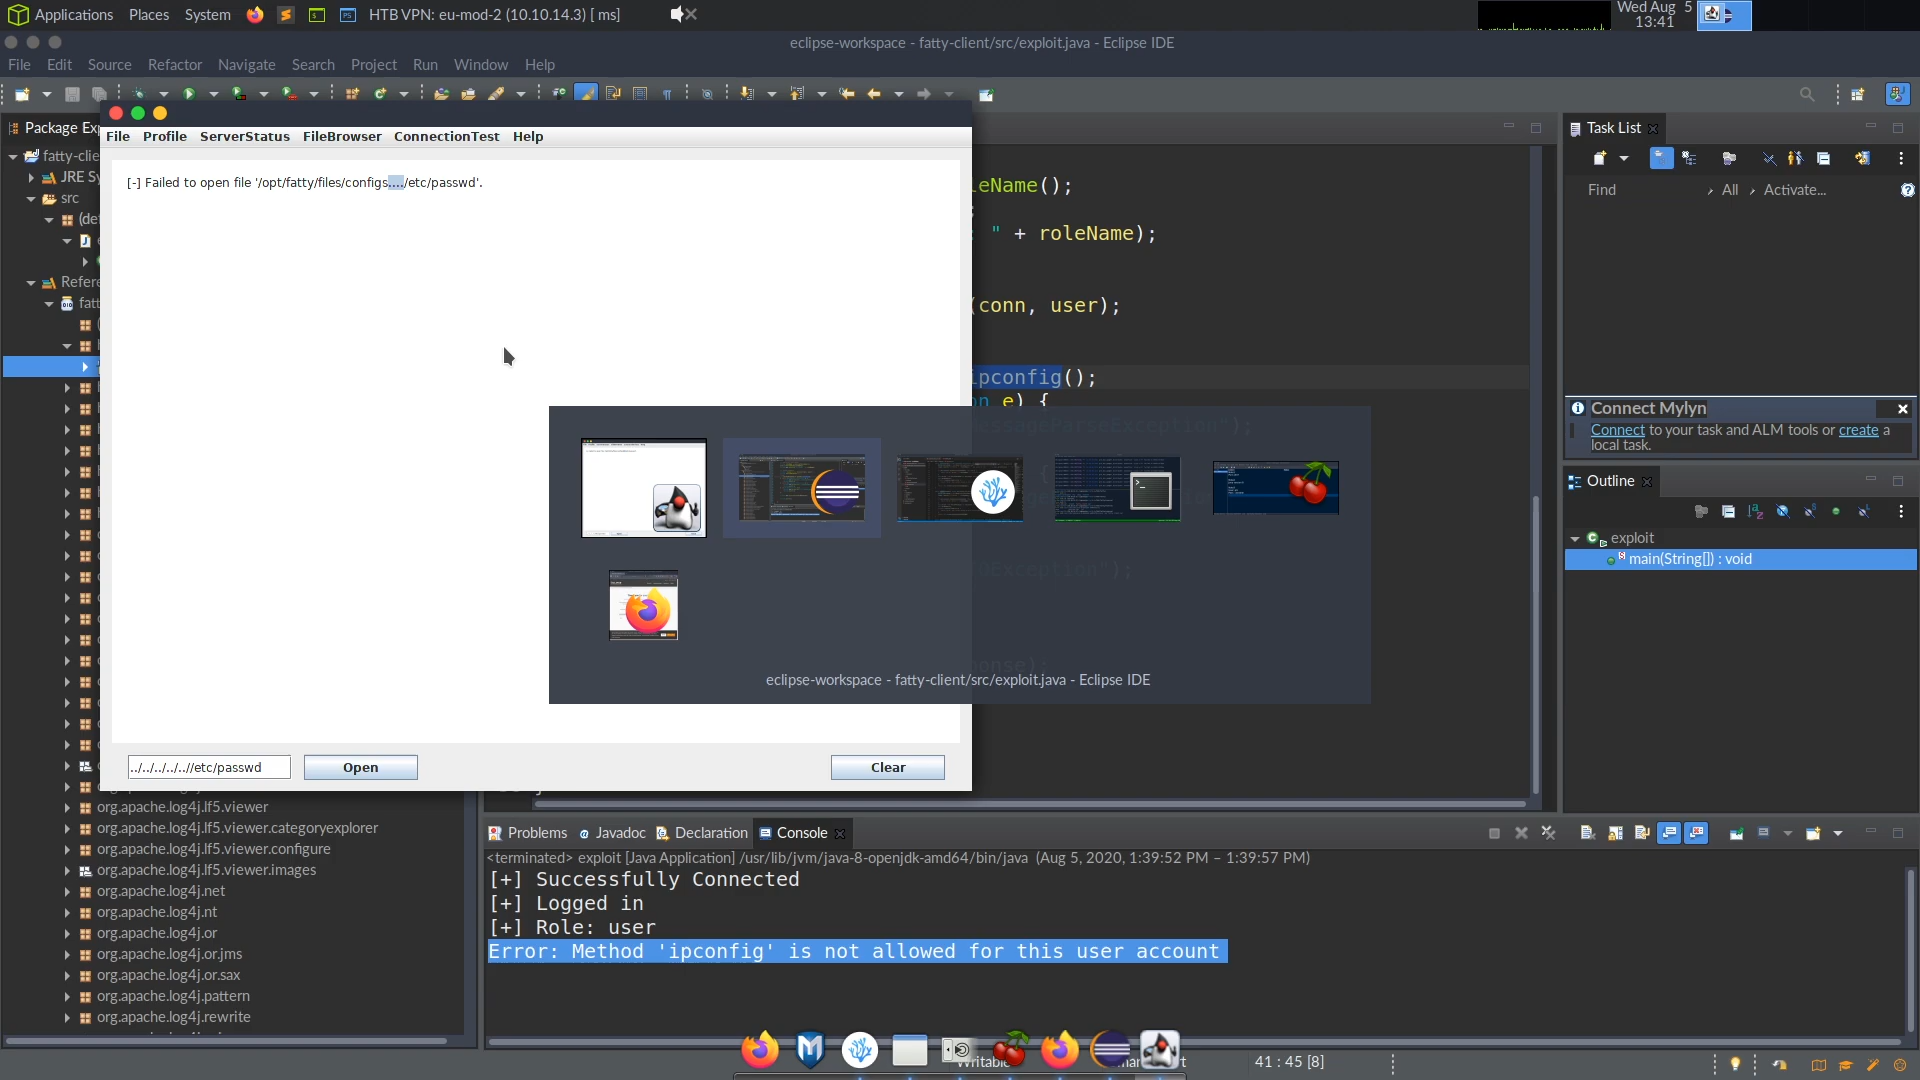 Applications Places System HTB VPN: eu-mod-2 (10.10.14.3) [ ms]
Wed Aug 5
13:41
eclipse-workspace - fatty-client/src/exploit.java - Eclipse IDE
File Edit Source Refactor Navigate Search Project Run Window Help
Package Ex
fatty-clie
JRE Sy
src
(de
Refere
fatt
File Profile ServerStatus FileBrowser ConnectionTest Help
[-] Failed to open file '/opt/fatty/files/configs..../etc/passwd'.
../../../../..//etc/passwd
Open
Clear
leName();
;
" + roleName);
(conn, user);
ipconfig();
on e) {
MessageParseException");
{
IOException");
onse);
eclipse-workspace - fatty-client/src/exploit.java - Eclipse IDE
org.apache.log4j.lf5.viewer
org.apache.log4j.lf5.viewer.categoryexplorer
org.apache.log4j.lf5.viewer.configure
org.apache.log4j.lf5.viewer.images
org.apache.log4j.net
org.apache.log4j.nt
org.apache.log4j.or
org.apache.log4j.or.jms
org.apache.log4j.or.sax
org.apache.log4j.pattern
org.apache.log4j.rewrite
Problems Javadoc Declaration Console
<terminated> exploit [Java Application] /usr/lib/jvm/java-8-openjdk-amd64/bin/java (Aug 5, 2020, 1:39:52 PM – 1:39:57 PM)
[+] Successfully Connected
[+] Logged in
[+] Role: user
Error: Method 'ipconfig' is not allowed for this user account
Task List
Find All Activate...
Connect Mylyn
Connect to your task and ALM tools or create a
local task.
Outline
exploit
main(String[]) : void
Writable
41 : 45 [8]